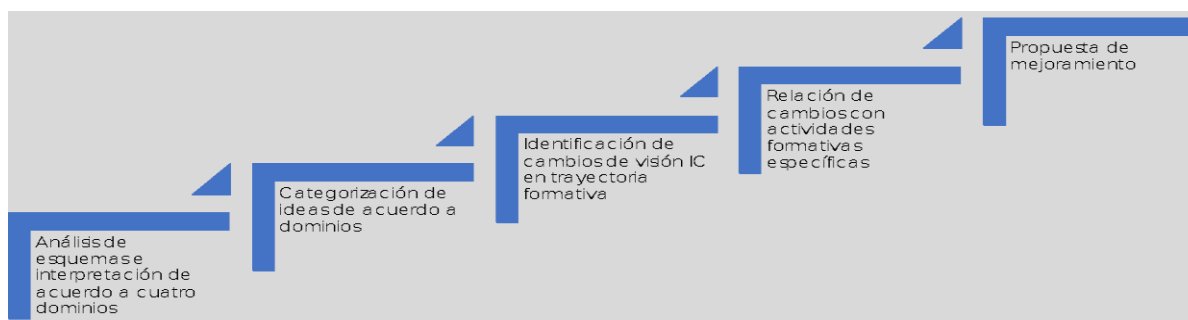 Análisis de
esquemas e
interpretación de
acuerdo a cuatro
dominios
Categorización de
ideas de acuerdo a
dominios
Identificación de
cambios de visión IC
en trayectoria
formativa
Relación de
cambios con
actividades
formativas
específicas
Propuesta de
mejoramiento